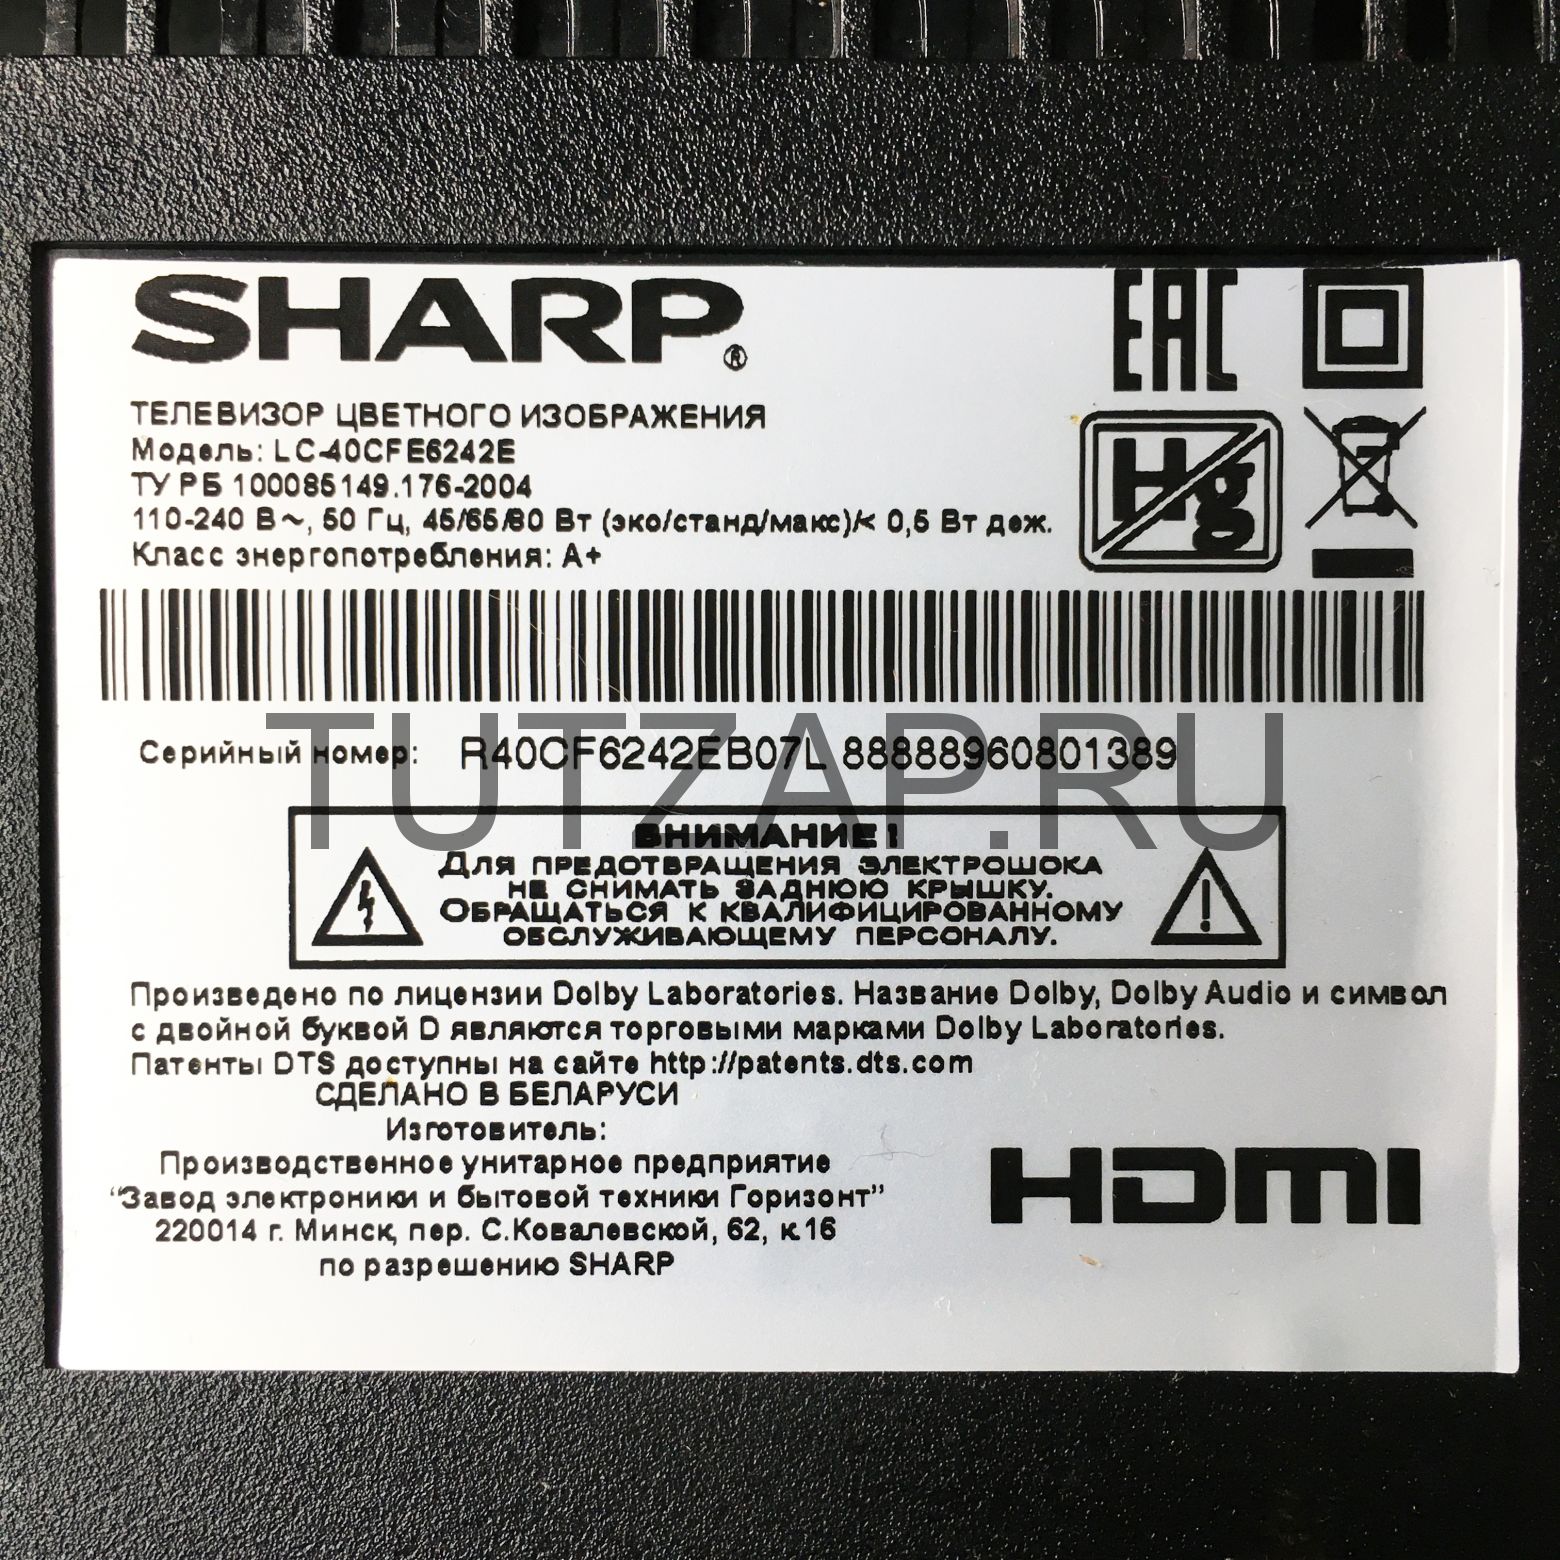 SHARP®
EAC
ТЕЛЕВИЗОР ЦВЕТНОГО ИЗОБРАЖЕНИЯ
Модель: LC-40CFE6242E
ТУ РБ 100085149.176-2004
110-240 В~, 50 Гц, 45/65/80 Вт (эко/станд/макс)/< 0,5 Вт деж.
Класс энергопотребления: А+
Hg
Серийный номер: R40CF6242EB07L 88888960801389
TUTZAP.RU
ВНИМАНИЕ!
Для предотвращения электрошока
не снимать заднюю крышку.
Обращаться к квалифицированному
обслуживающему персоналу.
Произведено по лицензии Dolby Laboratories. Название Dolby, Dolby Audio и символ
с двойной буквой D являются торговыми марками Dolby Laboratories.
Патенты DTS доступны на сайте http://patents.dts.com
СДЕЛАНО В БЕЛАРУСИ
Изготовитель:
Производственное унитарное предприятие
"Завод электроники и бытовой техники Горизонт"
220014 г. Минск, пер. С.Ковалевской, 62, к.16
по разрешению SHARP
HDMI